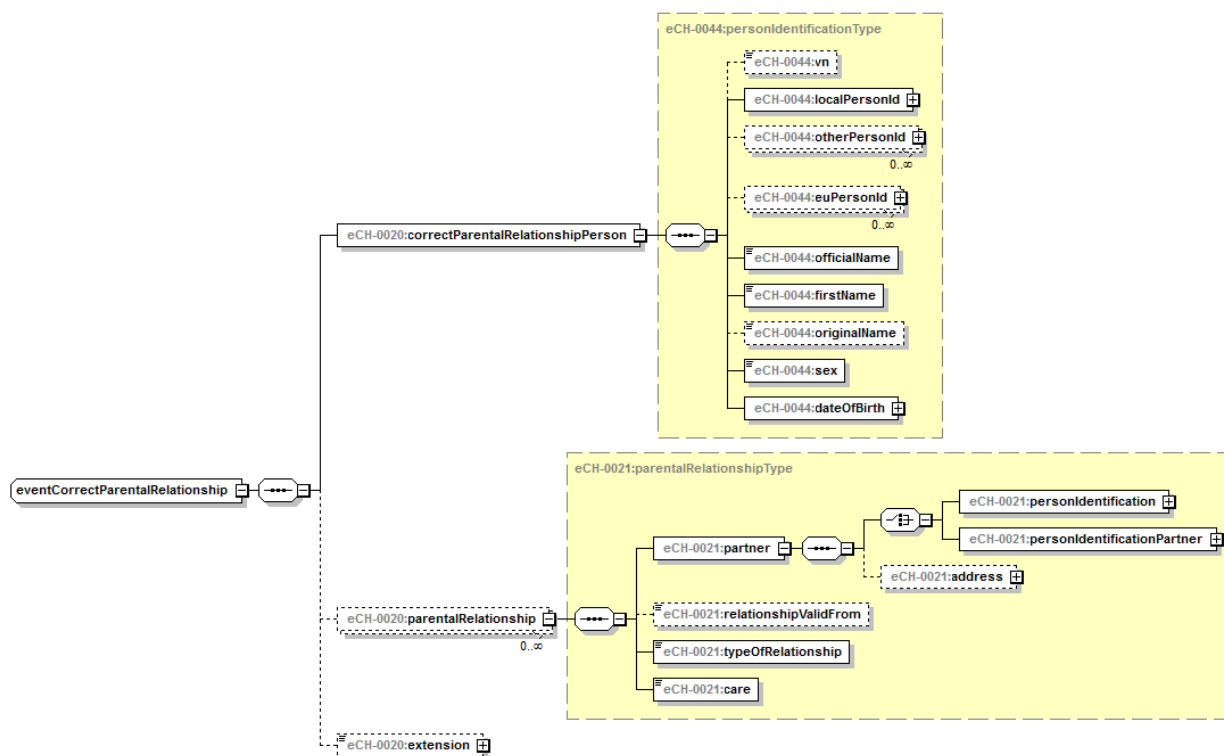 eCH-0044:personIdentificationType
eCH-0044:vn
eCH-0044:localPersonId
eCH-0044:otherPersonId
0..∞
eCH-0044:euPersonId
0..∞
eCH-0020:correctParentalRelationshipPerson
eCH-0044:officialName
eCH-0044:firstName
eCH-0044:originalName
eCH-0044:sex
eCH-0044:dateOfBirth
eventCorrectParentalRelationship
eCH-0021:parentalRelationshipType
eCH-0021:personIdentification
eCH-0021:personIdentificationPartner
eCH-0021:partner
eCH-0021:address
eCH-0020:parentalRelationship
0..∞
eCH-0021:relationshipValidFrom
eCH-0021:typeOfRelationship
eCH-0021:care
eCH-0020:extension